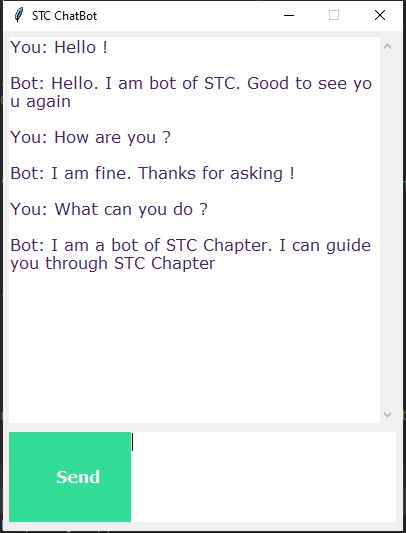 STC ChatBot
You: Hello !
Bot: Hello. I am bot of STC. Good to see yo
u again
You: How are you ?
Bot: I am fine. Thanks for asking !
You: What can you do ?
Bot: I am a bot of STC Chapter. I can guide
you through STC Chapter
Send